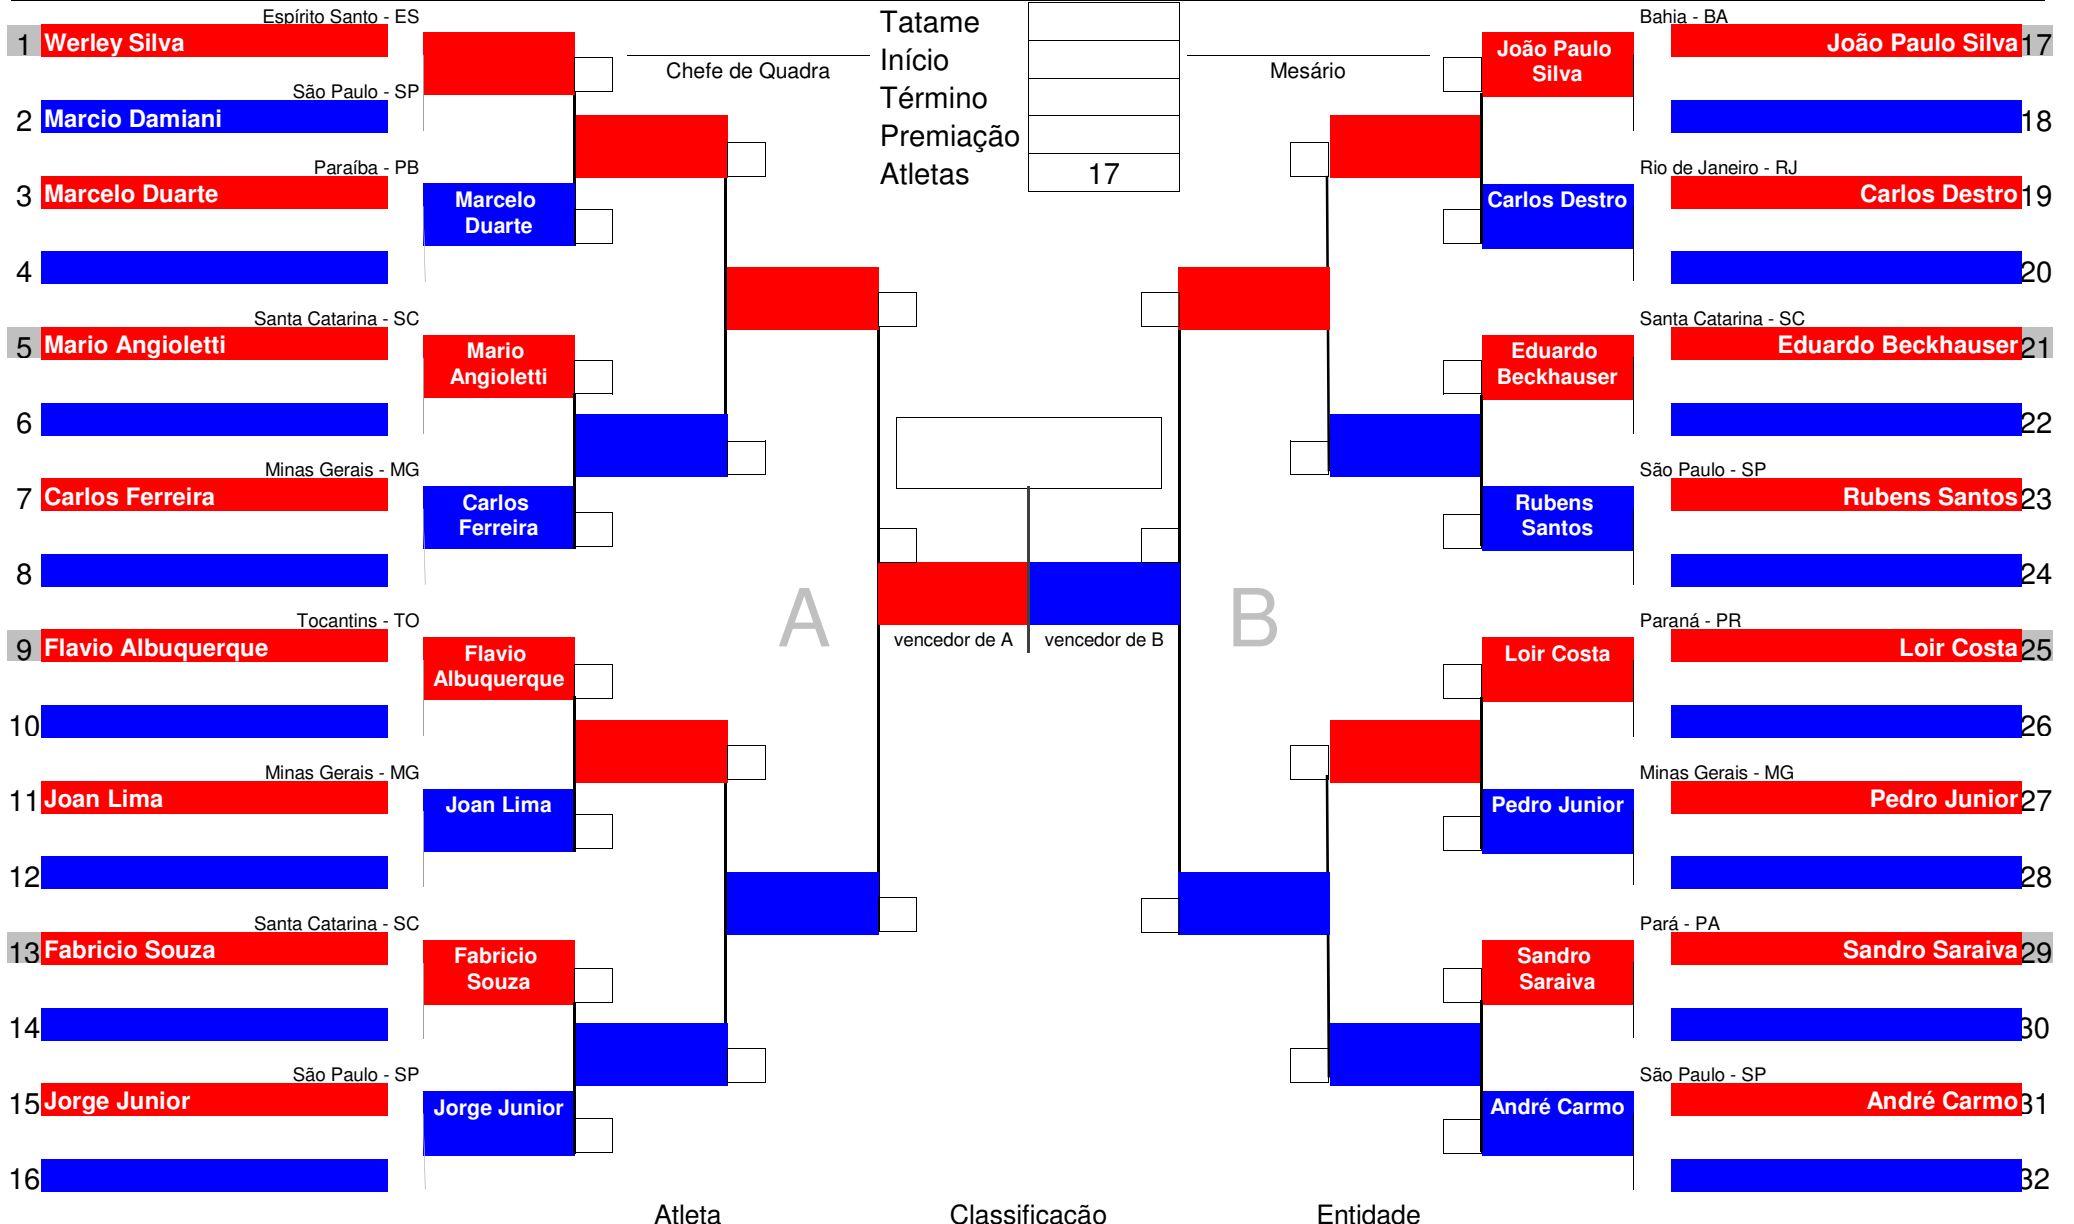 Espírito Santo - ES
1 Werley Silva
São Paulo - SP
2 Marcio Damiani
Paraíba - PB
3 Marcelo Duarte
4
Santa Catarina - SC
5 Mario Angioletti
6
Minas Gerais - MG
7 Carlos Ferreira
8
Tocantins - TO
9 Flavio Albuquerque
10
Minas Gerais - MG
11 Joan Lima
12
Santa Catarina - SC
13 Fabricio Souza
14
São Paulo - SP
15 Jorge Junior
16
Marcelo
Duarte
Mario
Angioletti
Carlos
Ferreira
Flavio
Albuquerque
Joan Lima
Fabricio
Souza
Jorge Junior
Chefe de Quadra
Tatame
Início
Término
Premiação
Atletas 17
Mesário
A
B
vencedor de A
vencedor de B
João Paulo
Silva
Carlos Destro
Eduardo
Beckhauser
Rubens
Santos
Loir Costa
Pedro Junior
Sandro
Saraiva
André Carmo
Bahia - BA
João Paulo Silva 17
18
Rio de Janeiro - RJ
Carlos Destro 19
20
Santa Catarina - SC
Eduardo Beckhauser 21
22
São Paulo - SP
Rubens Santos 23
24
Paraná - PR
Loir Costa 25
26
Minas Gerais - MG
Pedro Junior 27
28
Pará - PA
Sandro Saraiva 29
30
São Paulo - SP
André Carmo 31
32
Atleta
Classificação
Entidade